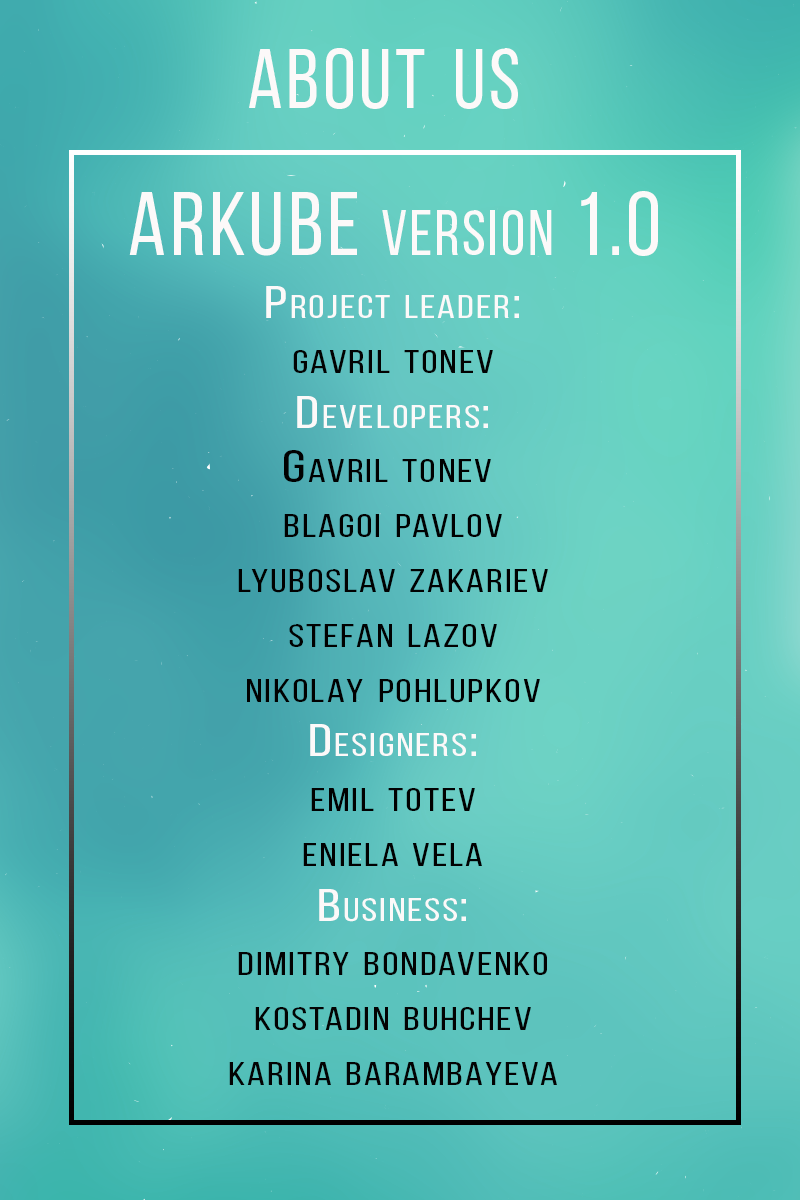 ABOUT US
ARKUBE VERSION 1.0
PROJECT LEADER:
GAVRIL TONEV
DEVELOPERS:
GAVRIL TONEV
BLAGOI PAVLOV
LYUBOSLAV ZAKARIEV
STEFAN LAZOV
NIKOLAY POHLUPKOV
DESIGNERS:
EMIL TOTEV
ENIELA VELA
BUSINESS:
DIMITRY BONDAVENKO
KOSTADIN BUHCHEV
KARINA BARAMBAYEVA